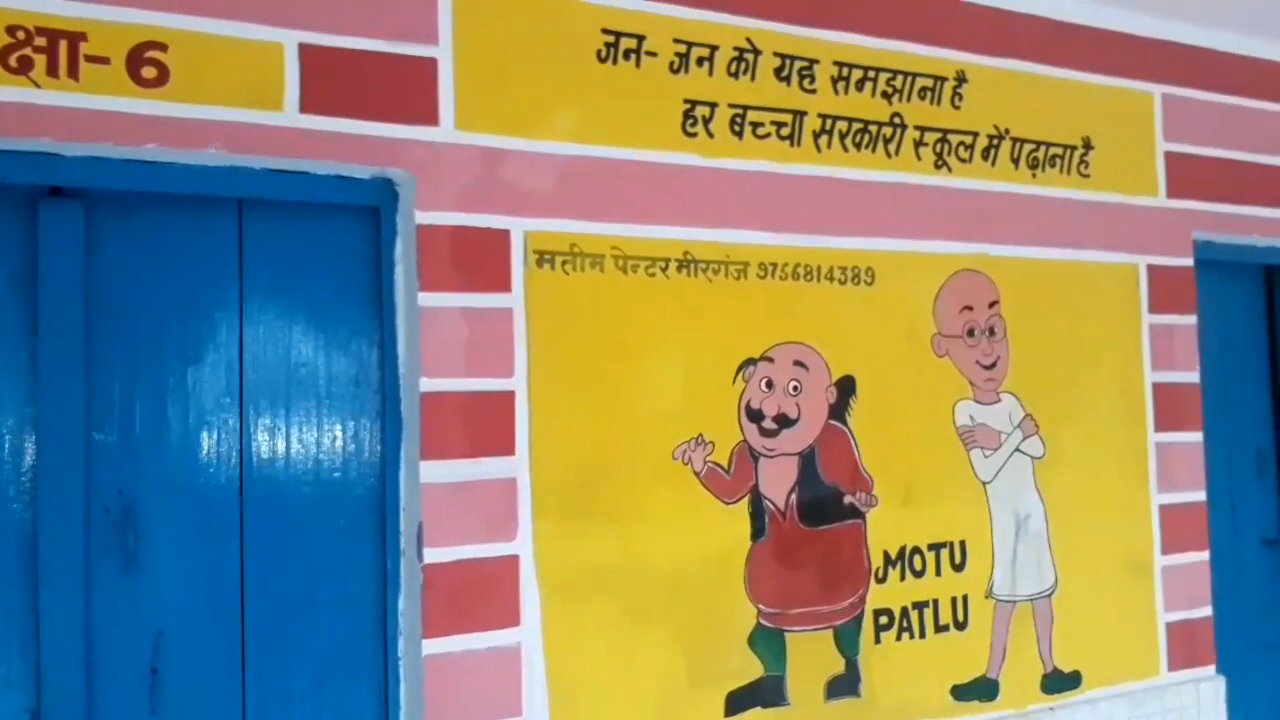 क्षा-6
जन-जन को यह समझाना है
हर बच्चा सरकारी स्कूल में पढ़ाना है
मतीन पेन्टर मीरगंज 9756814389
MOTU
PATLU